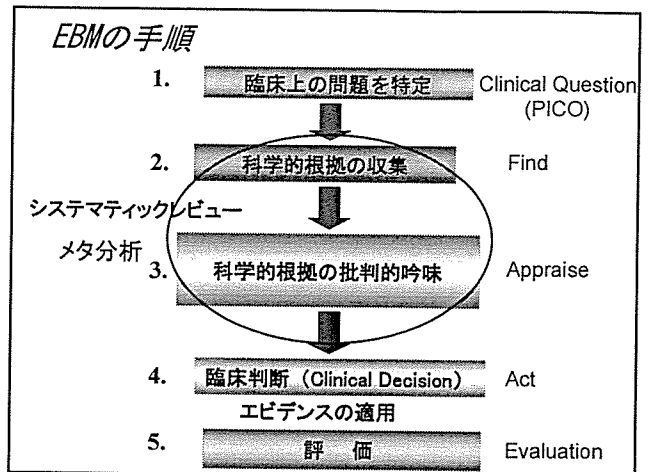 EBMの手順
1. 臨床上の問題を特定 Clinical Question
(PICO)
2. 科学的根拠の収集 Find
システマティックレビュー
メタ分析
3. 科学的根拠の批判的吟味 Appraise
4. 臨床判断（Clinical Decision） Act
エビデンスの適用
5. 評　価 Evaluation